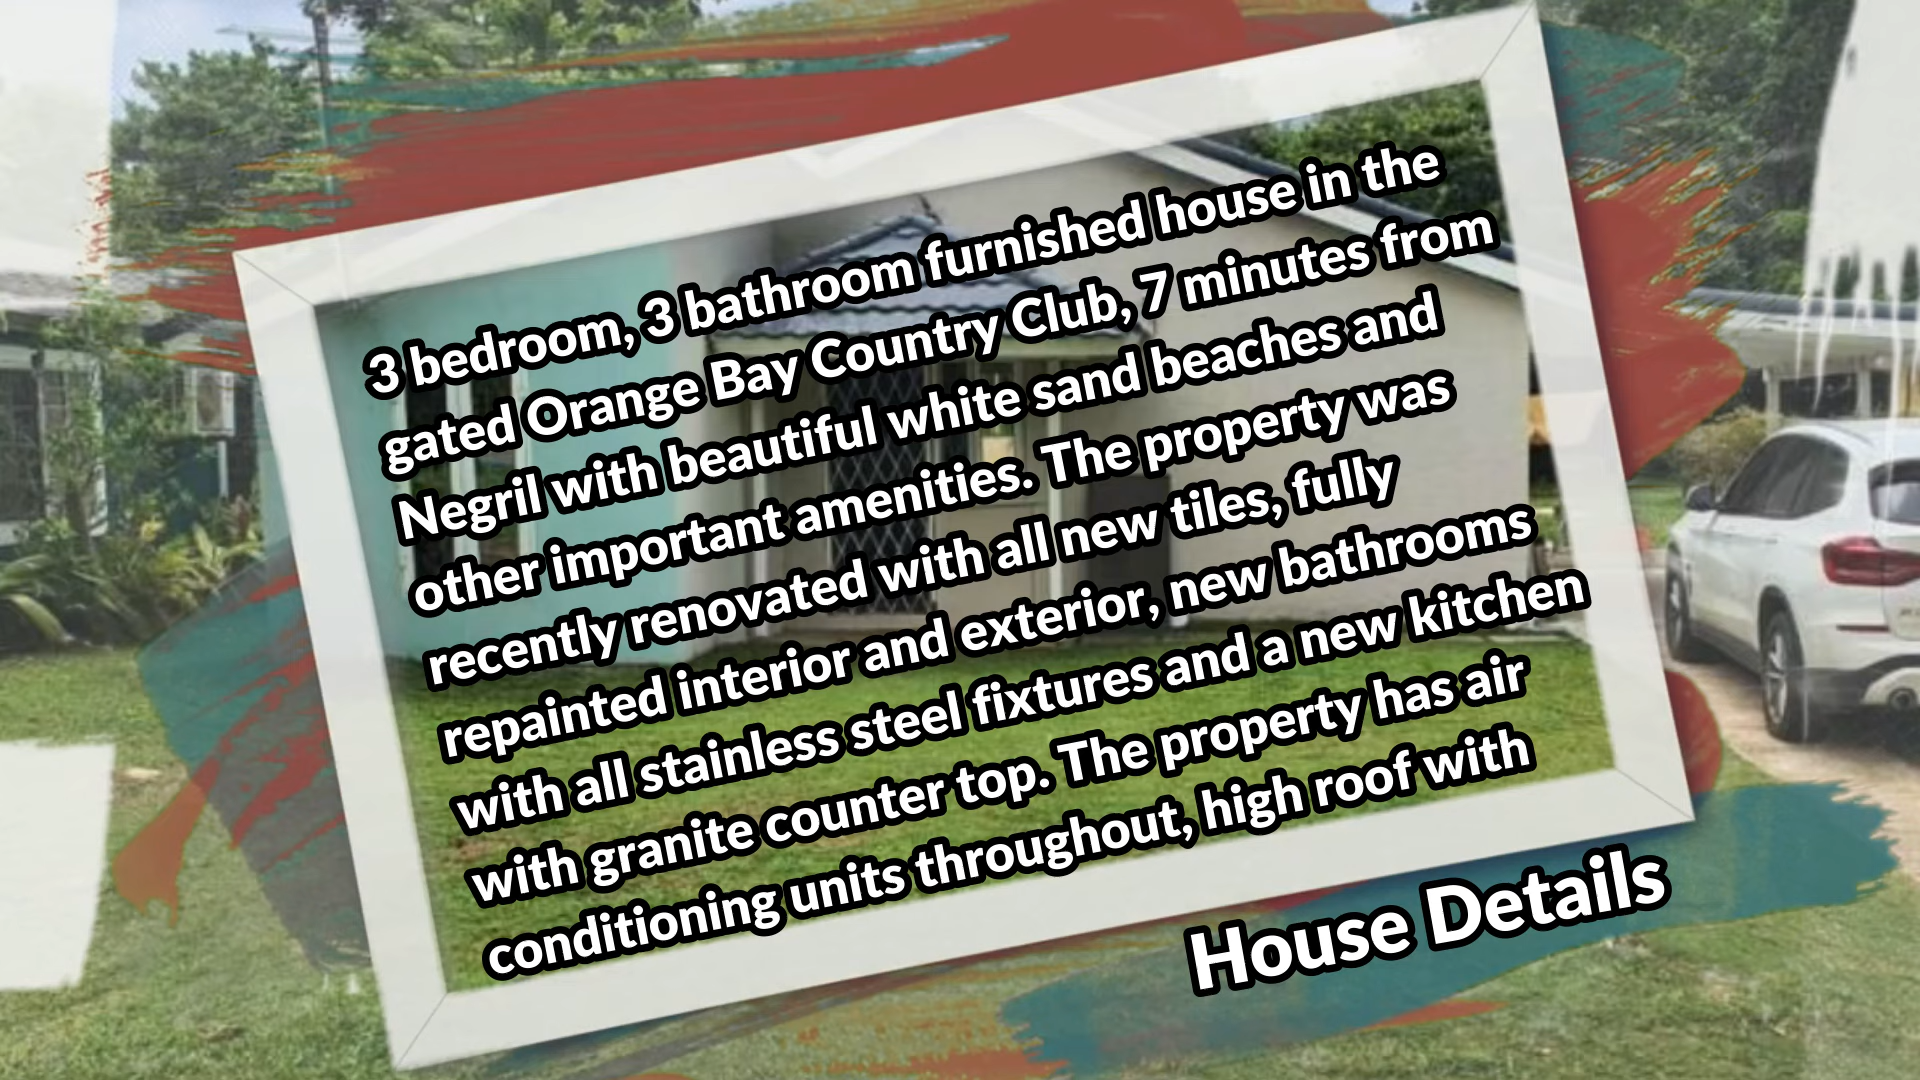 3 bedroom, 3 bathroom furnished house in the
gated Orange Bay Country Club, 7 minutes from
Negril with beautiful white sand beaches and
other important amenities. The property was
recently renovated with all new tiles, fully
repainted interior and exterior, new bathrooms
with all stainless steel fixtures and a new kitchen
with granite counter top. The property has air
conditioning units throughout, high roof with
House Details